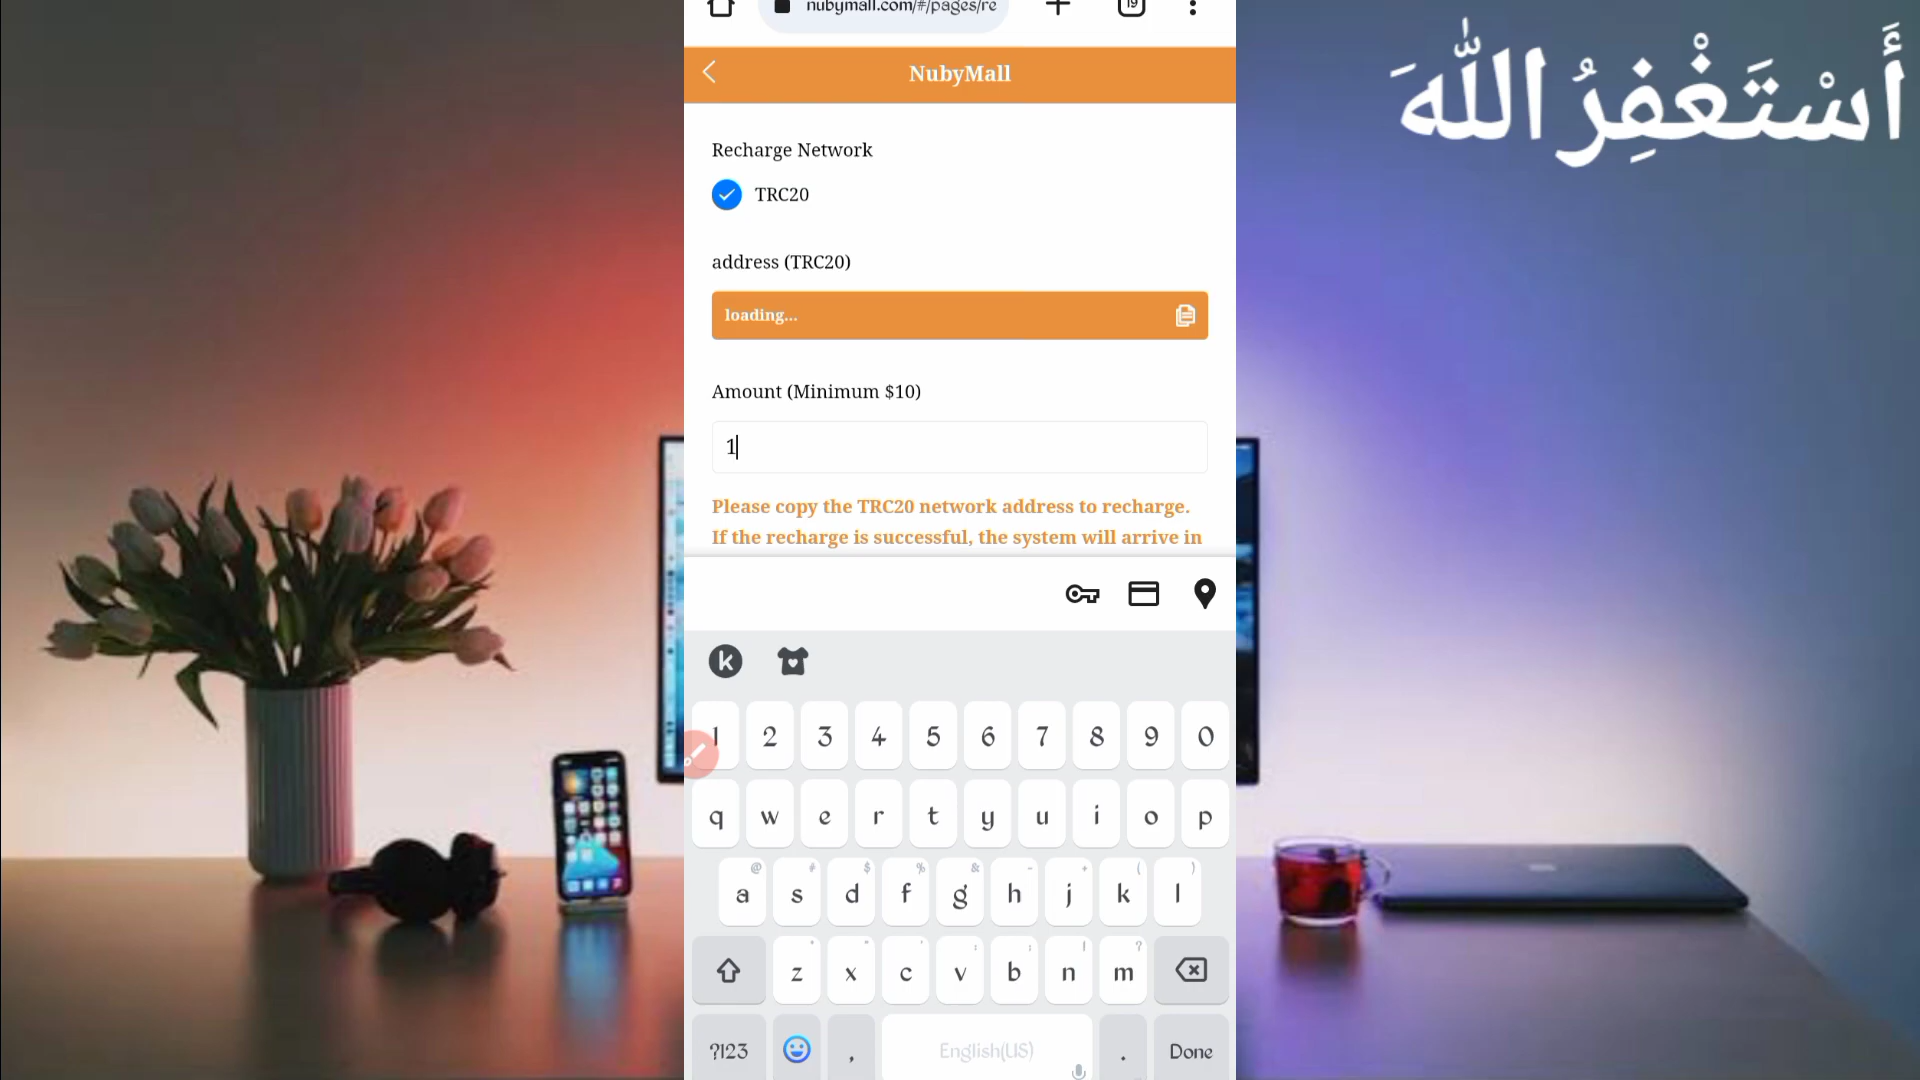 nubymall.com/#/pages/re
19
NubyMall
أَسْتَغْفِرُ اللّٰهَ
Recharge Network
TRC20
address (TRC20)
loading...
Amount (Minimum $10)
1
Please copy the TRC20 network address to recharge.
If the recharge is successful, the system will arrive in
k
1 2 3 4 5 6 7 8 9 0
q w e r t y u i o p
@ # $ % & - + ( )
a s d f g h j k l
z x c v b n m
?123 , English(US) . Done